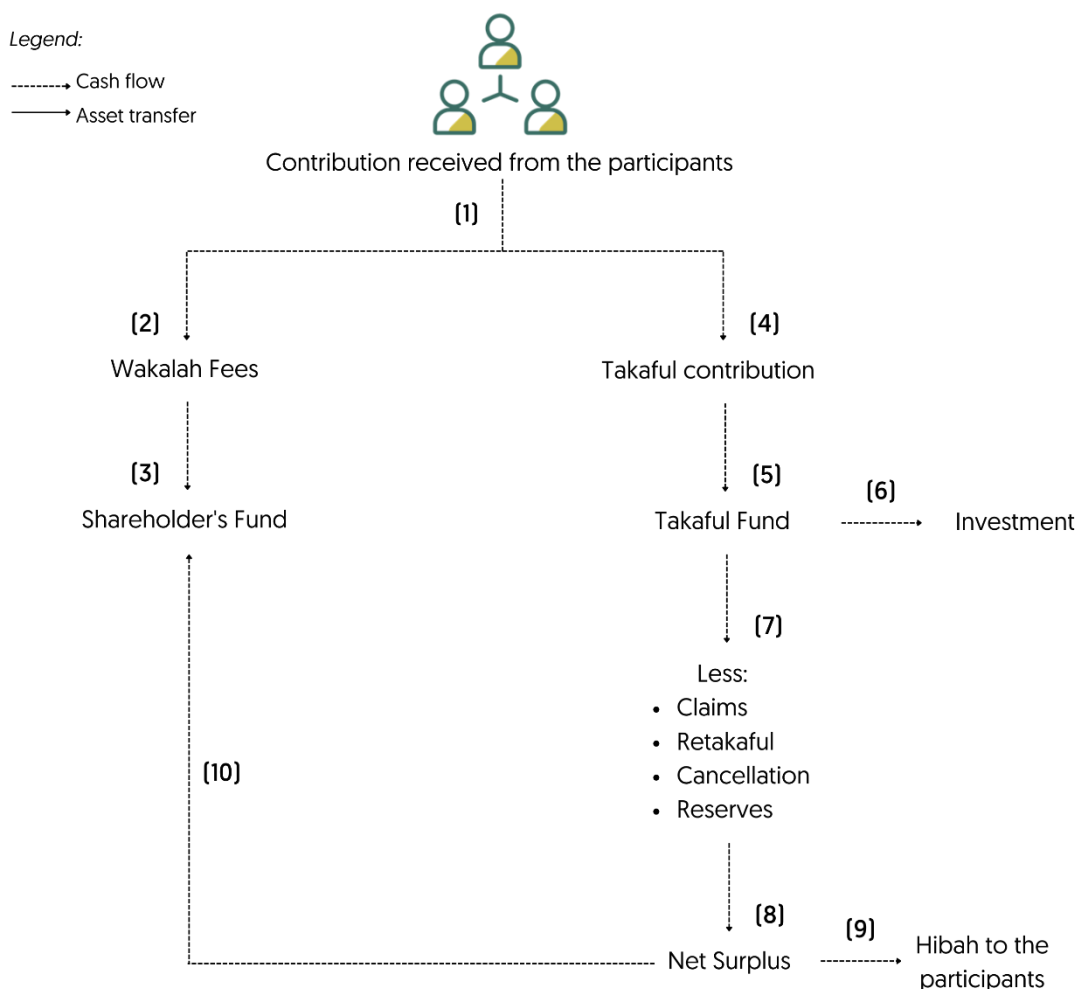 Legend:
Cash flow
Asset transfer
Contribution received from the participants
(1)
(2)
(4)
Wakalah Fees
Takaful contribution
(3)
(5)
(6)
Shareholder's Fund
Takaful Fund
Investment
(7)
Less:
• Claims
• Retakaful
• Cancellation
• Reserves
(10)
(8)
(9)
Net Surplus
Hibah to the
participants